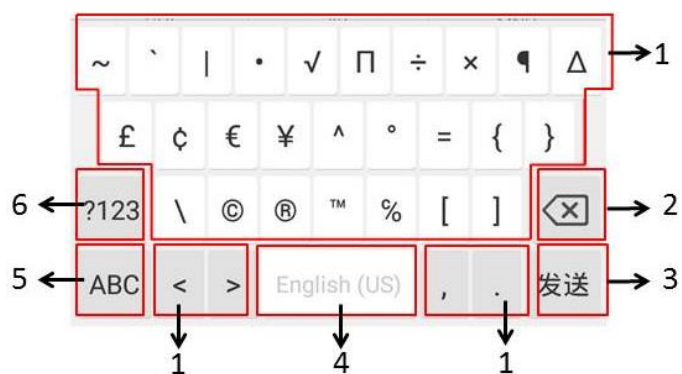 ~ ` | • √ Π ÷ × ¶ Δ 1
£ ¢ € ¥ ^ ° = { }
6 ?123 \ © ® ™ ℅ [ ] 2
5 ABC < > English (US) , . 发送 3
1 4 1